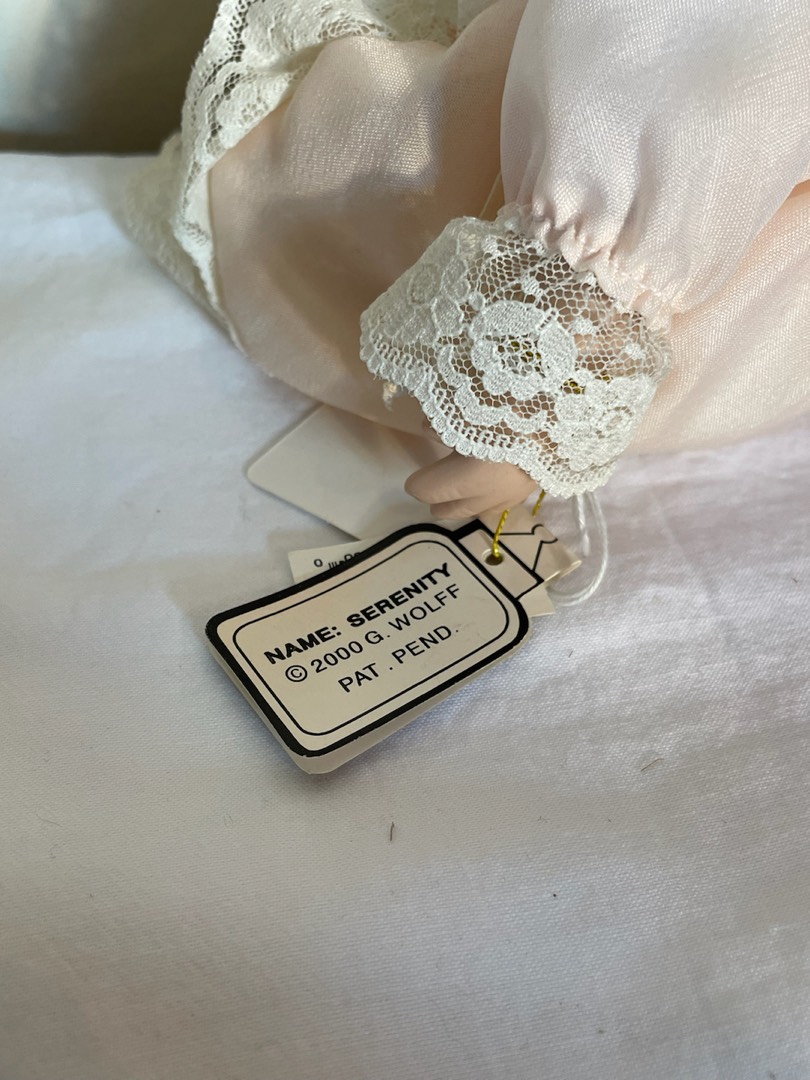 NAME: SERENITY
© 2000 G. WOLFF
PAT . PEND.